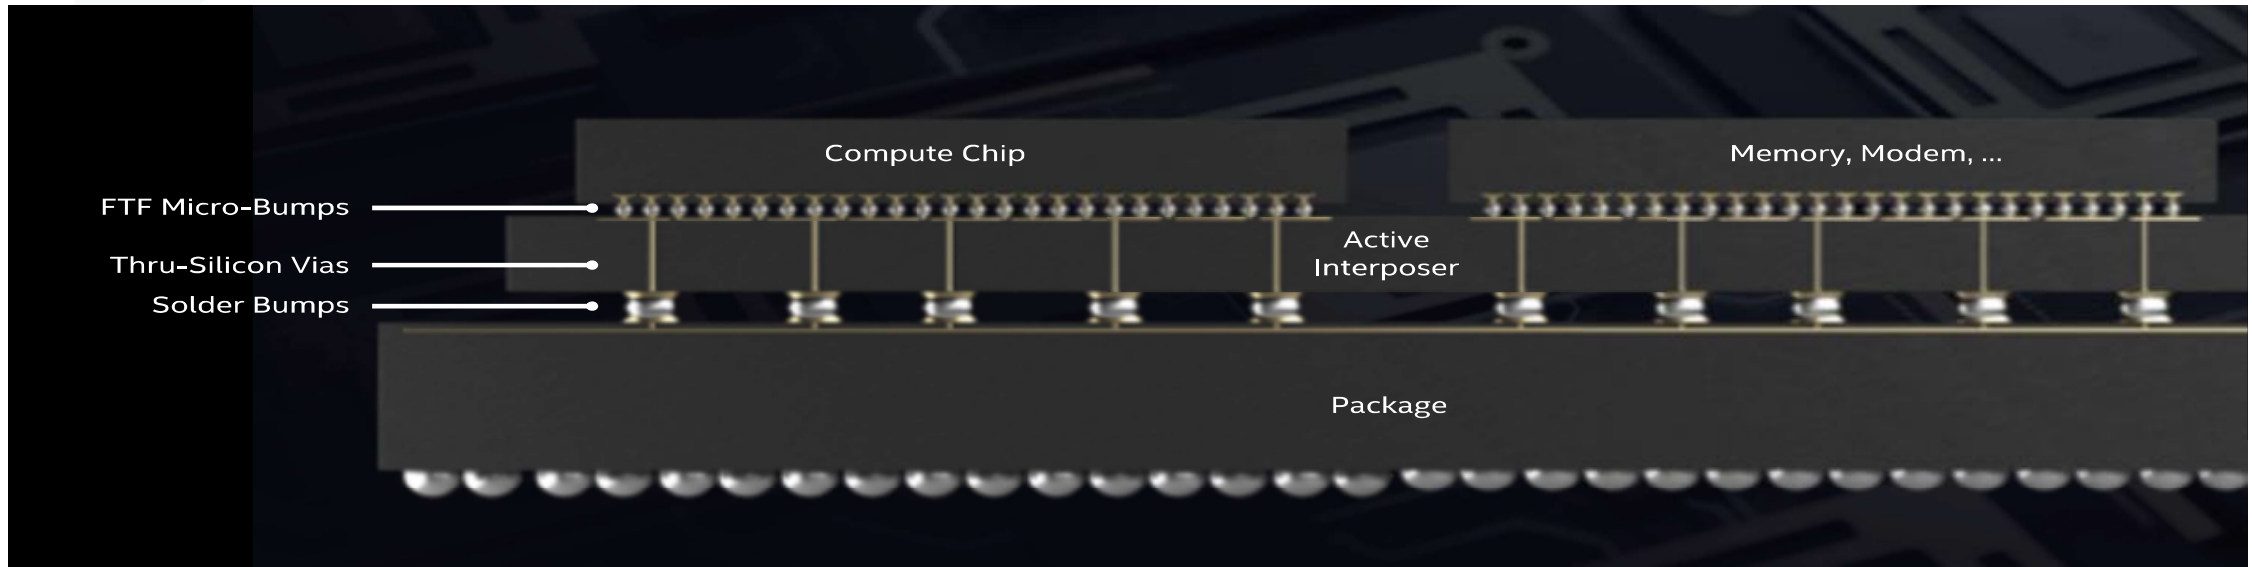 Compute Chip
Memory, Modem, ...
FTF Micro-Bumps
Active
Interposer
Thru-Silicon Vias
Solder Bumps
Package